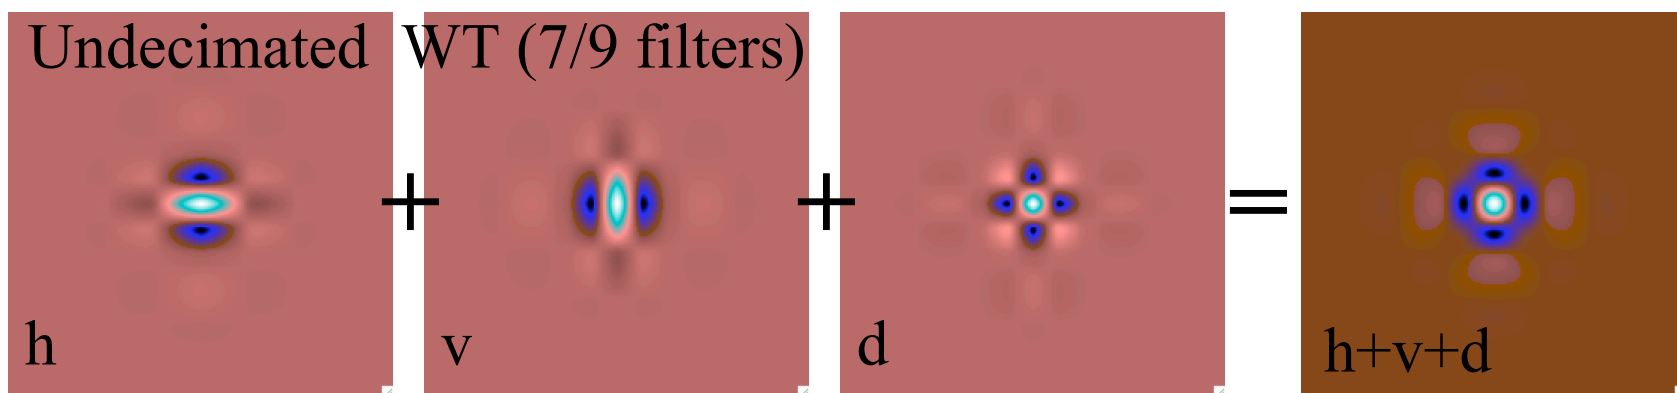 Undecimated WT (7/9 filters)
+ + =
h v d h+v+d